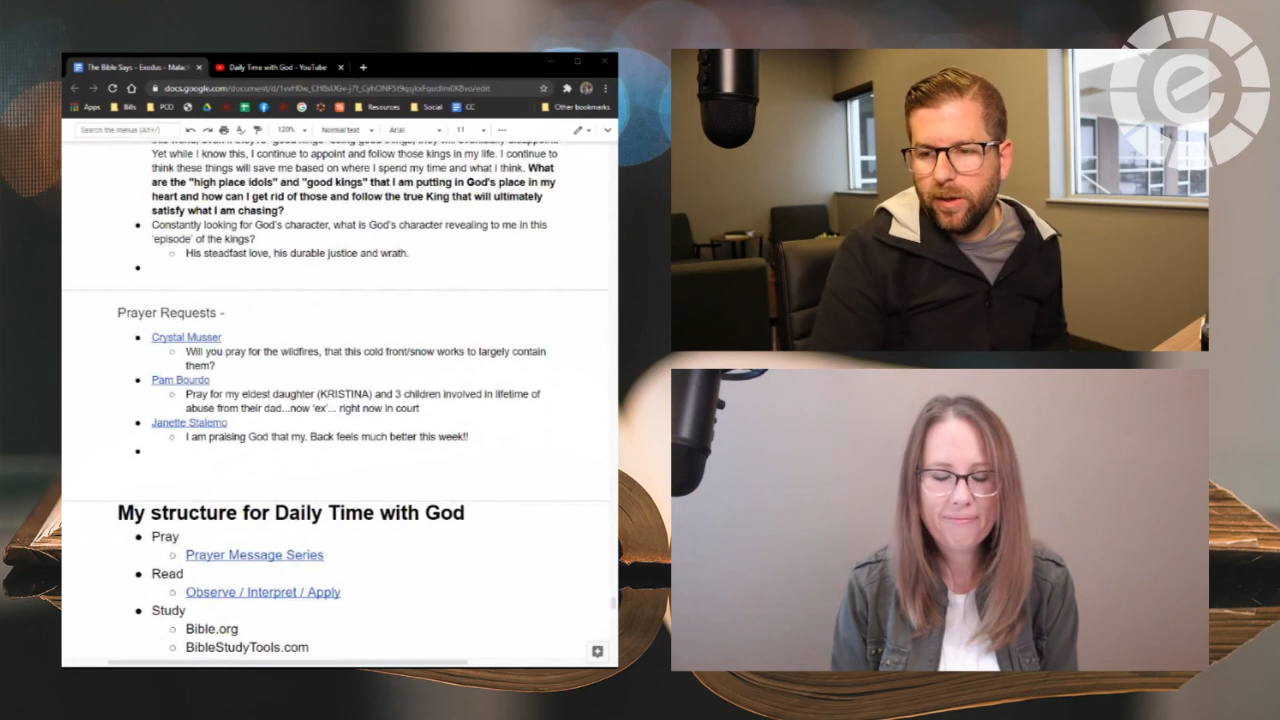 The Bible Says - Exodus - Malac
Daily Time with God - YouTube
Apps Bills PCO Resources Social CC Other bookmarks
Search the menus (Alt+/) 120% Normal text Arial 11
Yet while I know this, I continue to appoint and follow those kings in my life. I continue to
think these things will save me based on where I spend my time and what I think. What
are the "high place idols" and "good kings" that I am putting in God's place in my
heart and how can I get rid of those and follow the true King that will ultimately
satisfy what I am chasing?
Constantly looking for God's character, what is God's character revealing to me in this
'episode' of the kings?
His steadfast love, his durable justice and wrath.
Prayer Requests -
Crystal Musser
Will you pray for the wildfires, that this cold front/snow works to largely contain
them?
Pam Bourdo
Pray for my eldest daughter (KRISTINA) and 3 children involved in lifetime of
abuse from their dad...now 'ex'... right now in court
Janette Stalemo
I am praising God that my. Back feels much better this week!!
My structure for Daily Time with God
Pray
Prayer Message Series
Read
Observe / Interpret / Apply
Study
Bible.org
BibleStudyTools.com
e